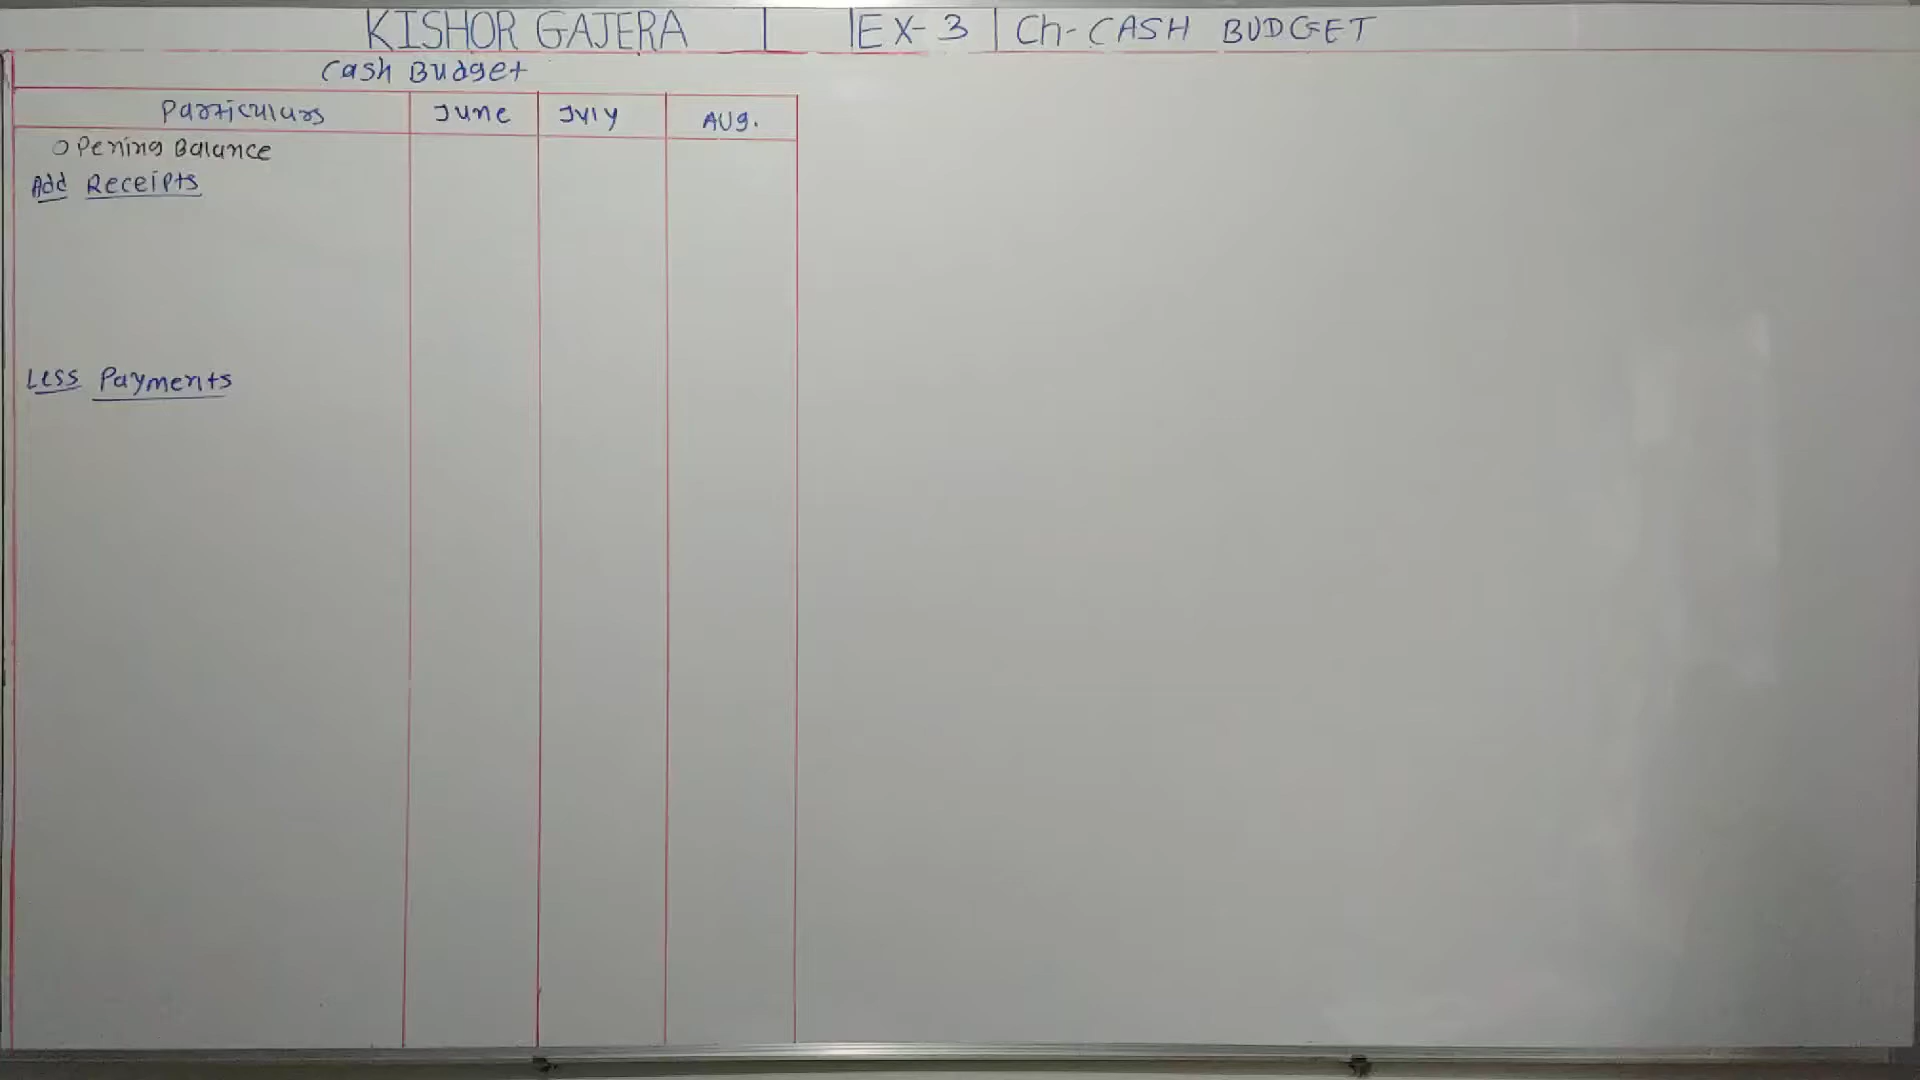 KISHOR GAJERA | EX-3 | Ch-CASH BUDGET
Cash Budget
Particulars June July AUG.
Opening Balance
Add Receipts
Less Payments